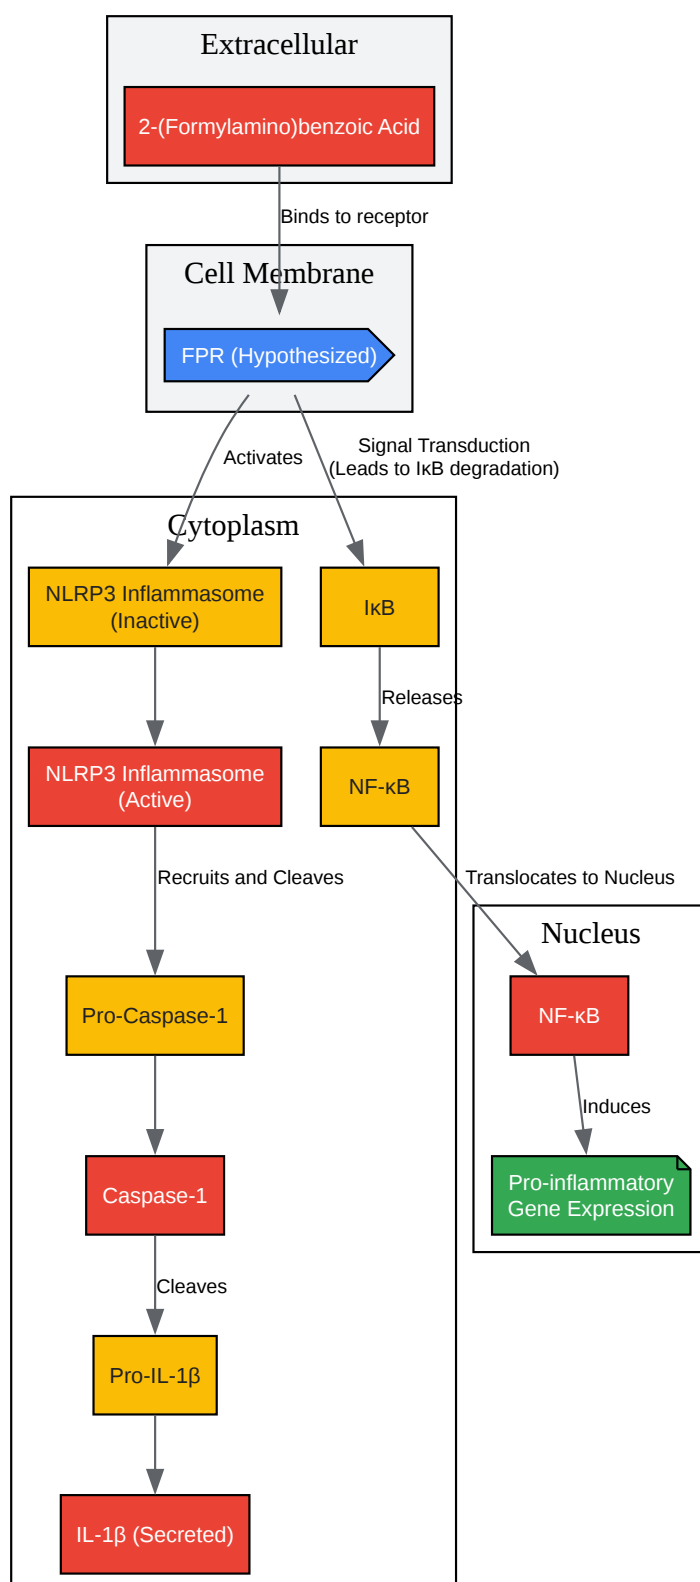 Extracellular
2-(Formylamino)benzoic Acid
Binds to receptor
Cell Membrane
FPR (Hypothesized)
Activates
Signal Transduction
(Leads to IκB degradation)
Cytoplasm
NLRP3 Inflammasome
(Inactive)
IκB
Releases
NLRP3 Inflammasome
(Active)
NF-κB
Recruits and Cleaves
Translocates to Nucleus
Nucleus
Pro-Caspase-1
NF-κB
Induces
Caspase-1
Pro-inflammatory
Gene Expression
Cleaves
Pro-IL-1β
IL-1β (Secreted)